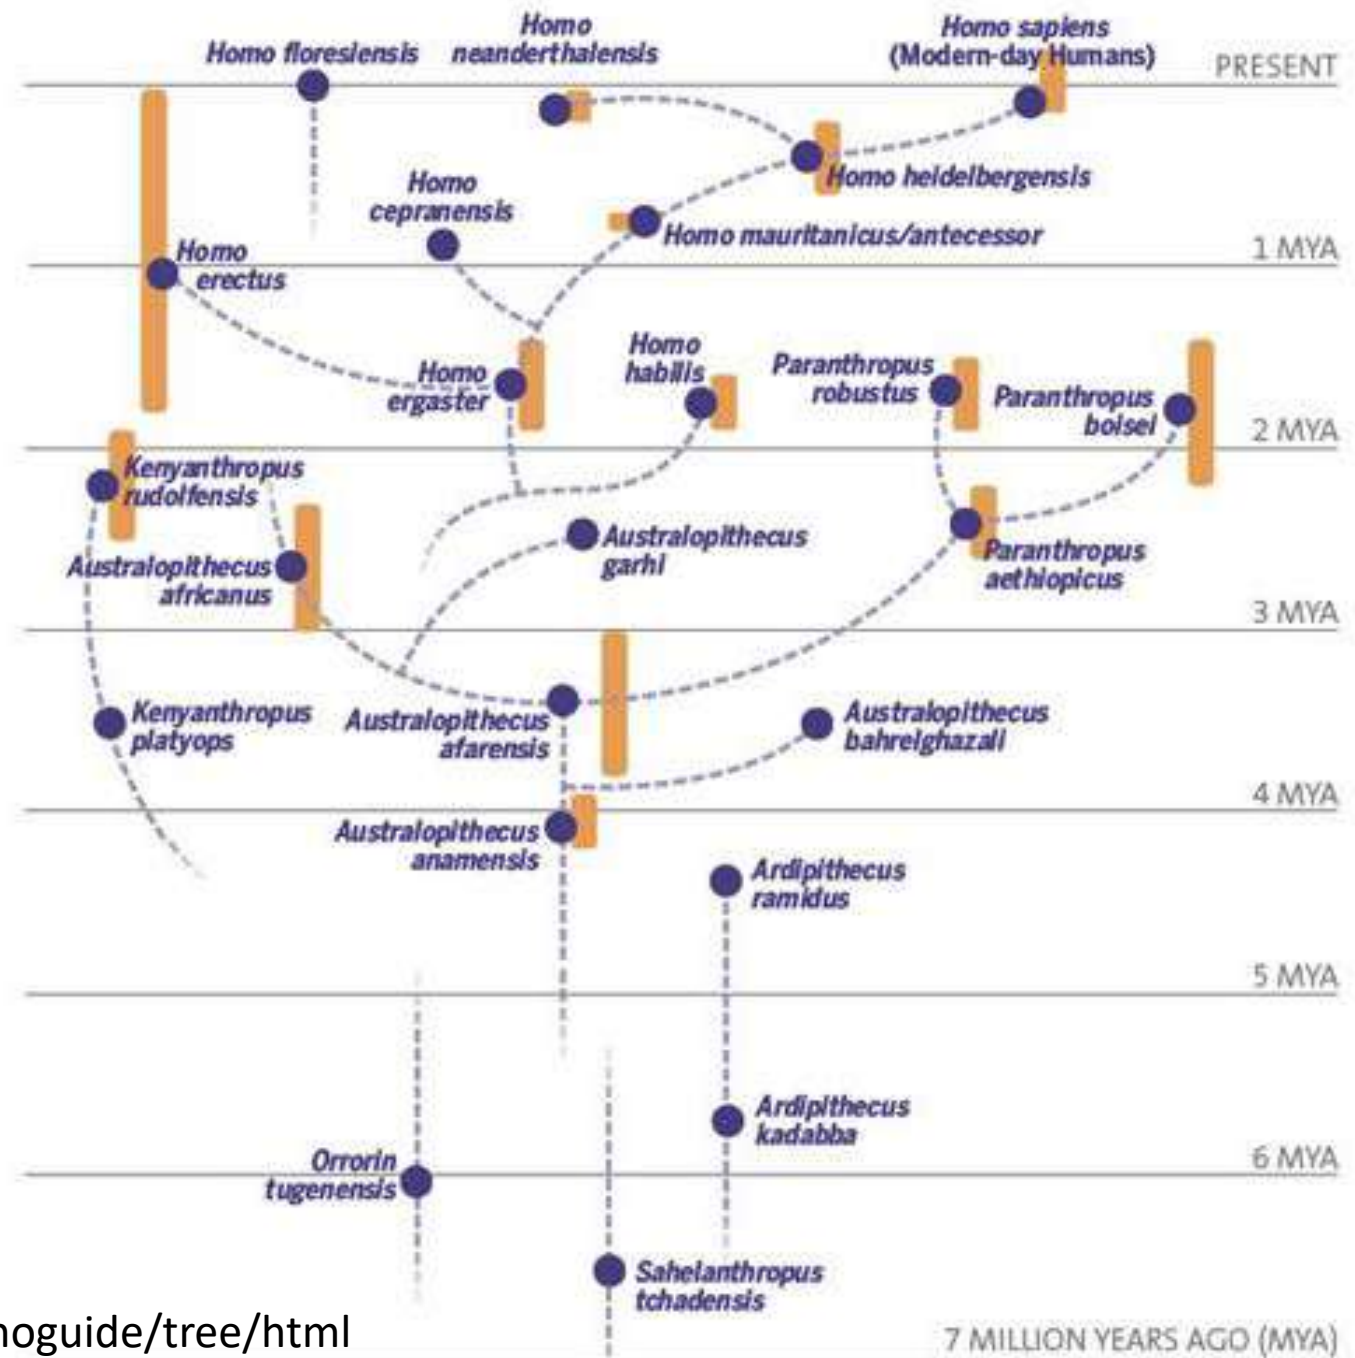 Homo floresiensis
Homo
neanderthalensis
Homo sapiens
(Modern-day Humans)
PRESENT
Homo
cepranensis
Homo heidelbergensis
Homo mauritanicus/antecessor
Homo
erectus
1 MYA
Homo
ergaster
Homo
habilis
Paranthropus
robustus
Paranthropus
boisei
2 MYA
Kenyanthropus
rudolfensis
Australopithecus
africanus
Australopithecus
garhi
Paranthropus
aethiopicus
3 MYA
Kenyanthropus
platyops
Australopithecus
afarensis
Australopithecus
bahrelghazali
4 MYA
Australopithecus
anamensis
Ardipithecus
ramidus
5 MYA
Ardipithecus
kadabba
Orrorin
tugenensis
6 MYA
Sahelanthropus
tchadensis
noguide/tree/html
7 MILLION YEARS AGO (MYA)